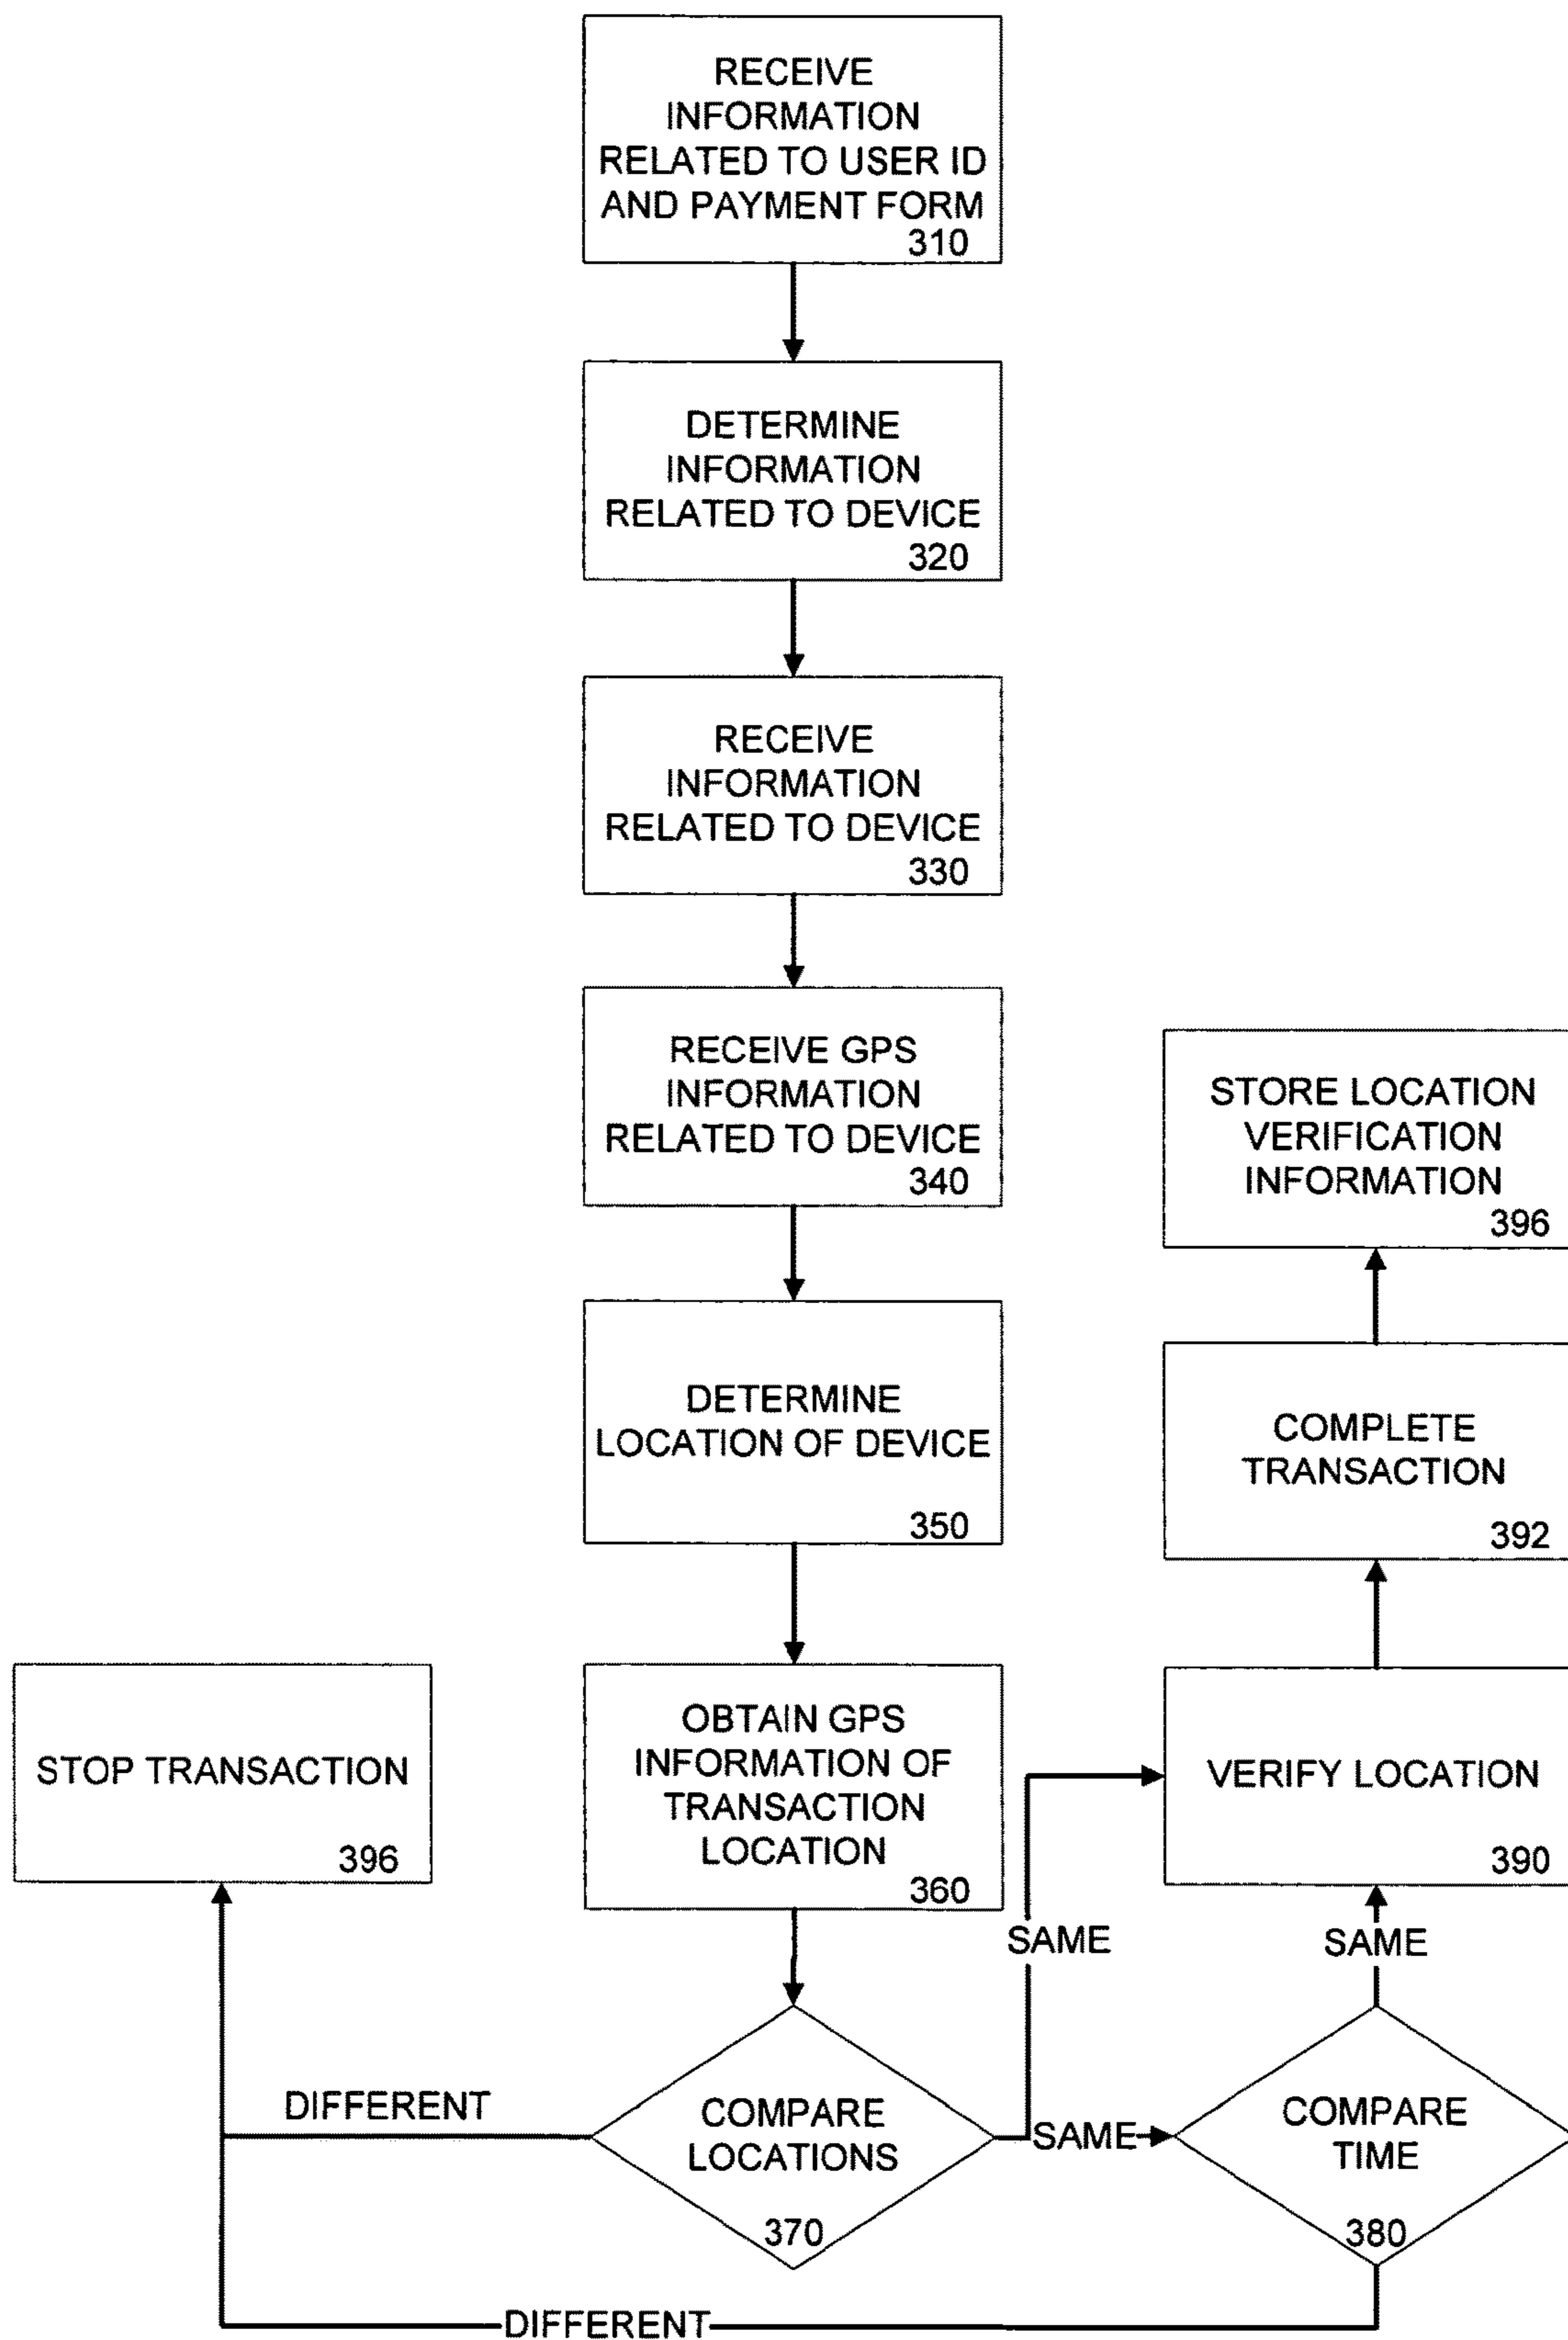 RECEIVE
INFORMATION
RELATED TO USER ID
AND PAYMENT FORM
310
DETERMINE
INFORMATION
RELATED TO DEVICE
320
RECEIVE
INFORMATION
RELATED TO DEVICE
330
RECEIVE GPS
INFORMATION
RELATED TO DEVICE
340
DETERMINE
LOCATION OF DEVICE
350
OBTAIN GPS
INFORMATION OF
TRANSACTION
LOCATION
360
COMPARE
LOCATIONS
370
DIFFERENT
STOP TRANSACTION
396
SAME
SAME
COMPARE
TIME
380
DIFFERENT
SAME
VERIFY LOCATION
390
COMPLETE
TRANSACTION
392
STORE LOCATION
VERIFICATION
INFORMATION
396